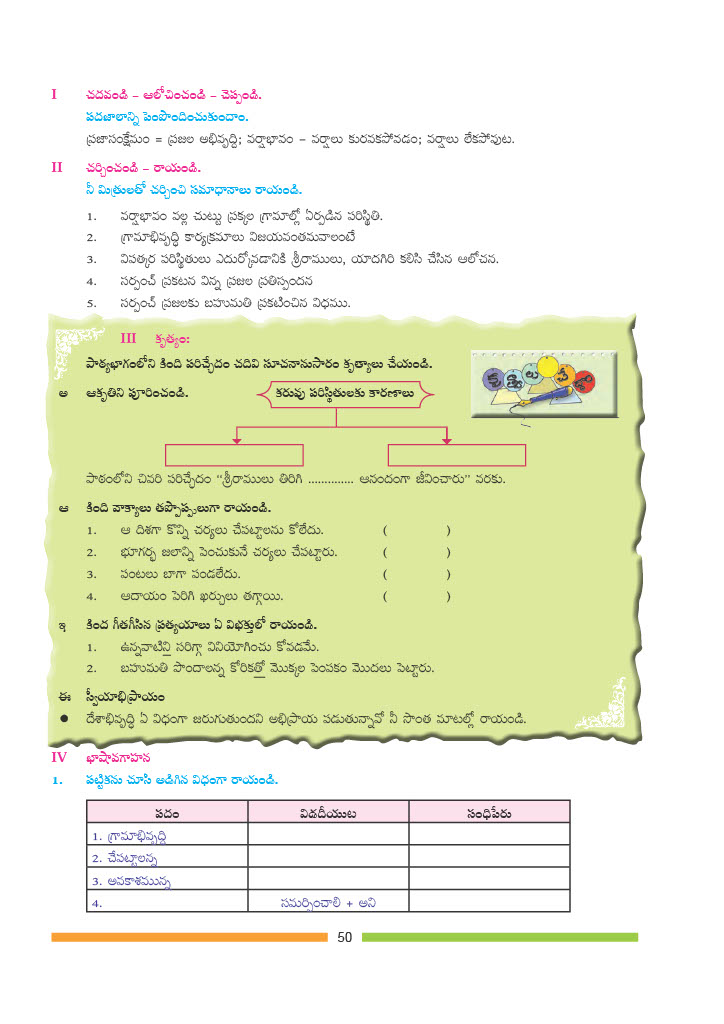 I చదవండి – ఆలోచించండి – చెప్పండి.
పదజాలాన్ని పెంపొందించుకుందాం.
ప్రజాసంక్షేమం = ప్రజల అభివృద్ధి; వర్షాభావం – వర్షాలు కురవకపోవడం; వర్షాలు లేకపోవుట.
II చర్చించండి – రాయండి.
నీ మిత్రులతో చర్చించి సమాధానాలు రాయండి.
1. వర్షాభావం వల్ల చుట్టు ప్రక్కల గ్రామాల్లో ఏర్పడిన పరిస్థితి.
2. గ్రామాభివృద్ధి కార్యక్రమాలు విజయవంతమవాలంటే
3. విపత్కర పరిస్థితులు ఎదుర్కోవడానికి శ్రీరాములు, యాదగిరి కలిసి చేసిన ఆలోచన.
4. సర్పంచ్ ప్రకటన విన్న ప్రజల ప్రతిస్పందన
5. సర్పంచ్ ప్రజలకు బహుమతి ప్రకటించిన విధము.
III కృత్యం:
పాఠ్యభాగంలోని కింది పరిచ్ఛేదం చదివి సూచనానుసారం కృత్యాలు చేయండి.
కృత్యాలు చేద్దాం
అ ఆకృతిని పూరించండి.
కరువు పరిస్థితులకు కారణాలు
పాఠంలోని చివరి పరిచ్ఛేదం “శ్రీరాములు తిరిగి .............. ఆనందంగా జీవించారు” వరకు.
ఆ కింది వాక్యాలు తప్పొప్పులుగా రాయండి.
1. ఆ దిశగా కొన్ని చర్యలు చేపట్టాలను కోలేదు. ( )
2. భూగర్భ జలాన్ని పెంచుకునే చర్యలు చేపట్టారు. ( )
3. పంటలు బాగా పండలేదు. ( )
4. ఆదాయం పెరిగి ఖర్చులు తగ్గాయి. ( )
ఇ కింద గీతగీసిన ప్రత్యయాలు ఏ విభక్తులో రాయండి.
1. ఉన్నవాటిని సరిగ్గా వినియోగించు కోవడమే.
2. బహుమతి పొందాలన్న కోరికతో మొక్కల పెంపకం మొదలు పెట్టారు.
ఈ స్వీయాభిప్రాయం
● దేశాభివృద్ధి ఏ విధంగా జరుగుతుందని అభిప్రాయ పడుతున్నావో నీ సొంత మాటల్లో రాయండి.
IV భాషావగాహన
1. పట్టికను చూసి అడిగిన విధంగా రాయండి.
పదం విడదీయుట సంధిపేరు
1. గ్రామాభివృద్ధి
2. చేపట్టాలన్న
3. అవకాశమున్న
4. సమర్పించాలి + అని
50